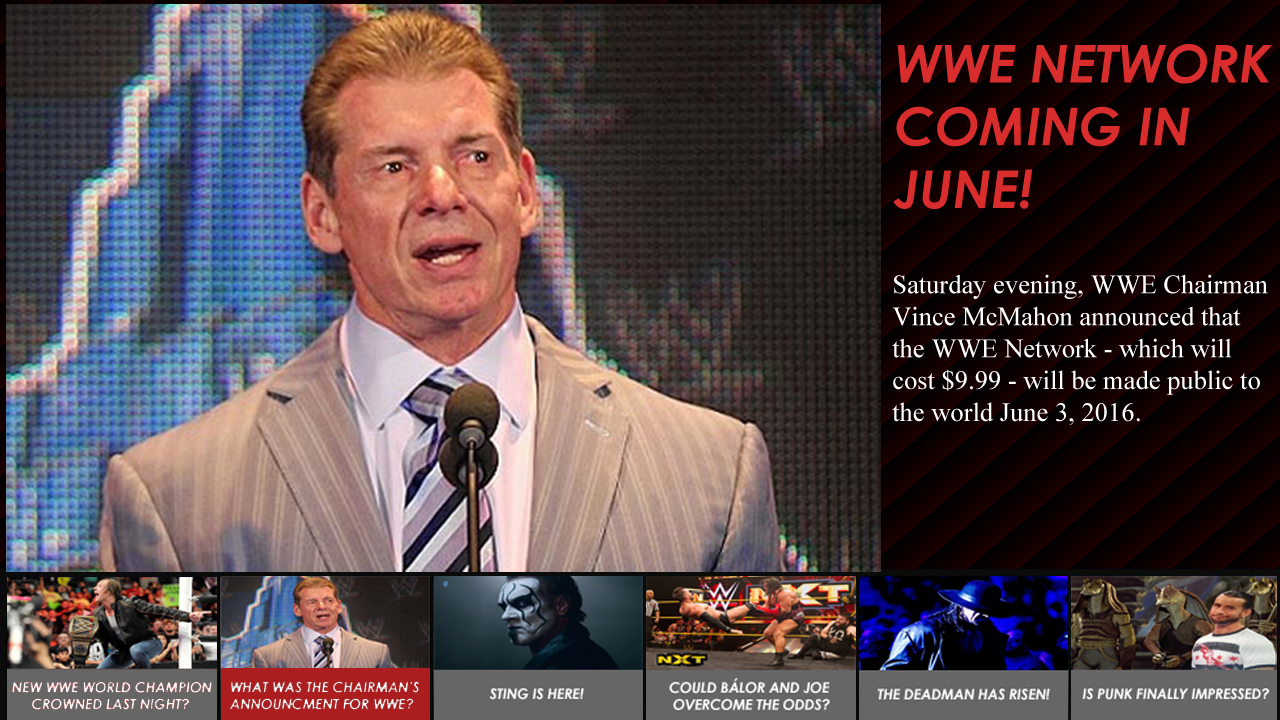 WWE NETWORK
COMING IN
JUNE!
Saturday evening, WWE Chairman
Vince McMahon announced that
the WWE Network - which will
cost $9.99 - will be made public to
the world June 3, 2016.
W NXT
NXT
NEW WWE WORLD CHAMPION
CROWNED LAST NIGHT?
WHAT WAS THE CHAIRMAN'S
ANNOUNCMENT FOR WWE?
STING IS HERE!
COULD BÁLOR AND JOE
OVERCOME THE ODDS?
THE DEADMAN HAS RISEN!
IS PUNK FINALLY IMPRESSED?